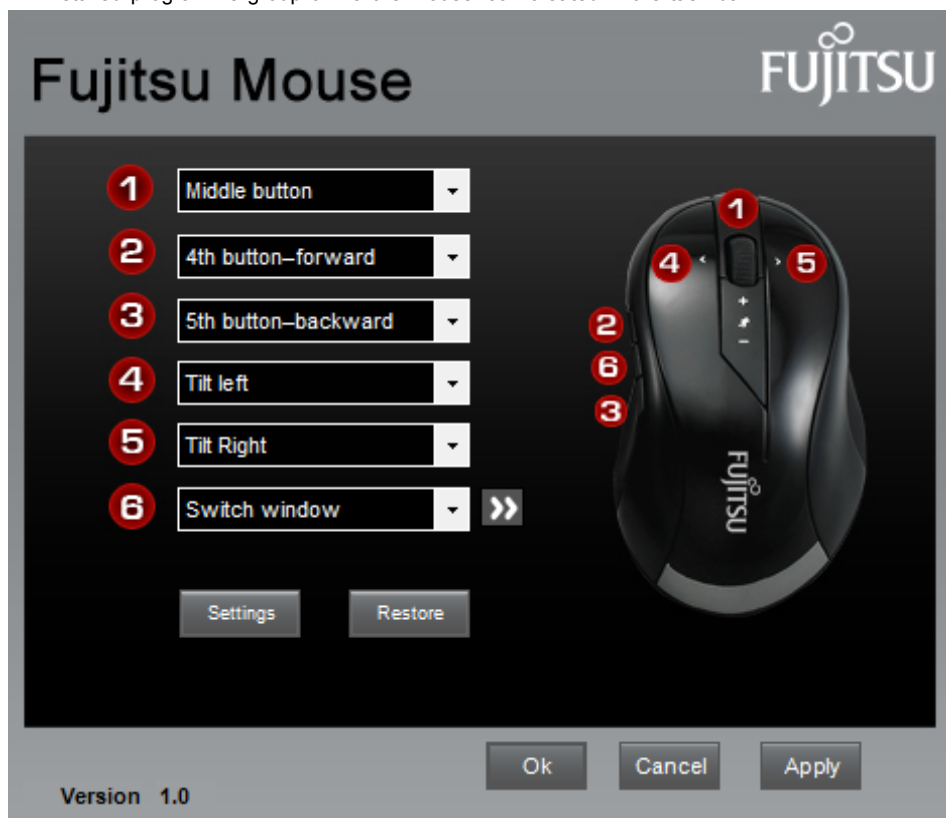 Fujitsu Mouse
FUJITSU
1 Middle button
2 4th button–forward
3 5th button–backward
4 Tilt left
5 Tilt Right
6 Switch window
Settings Restore
1
4 5
2
6
3
+
-
FUJITSU
Ok Cancel Apply
Version 1.0